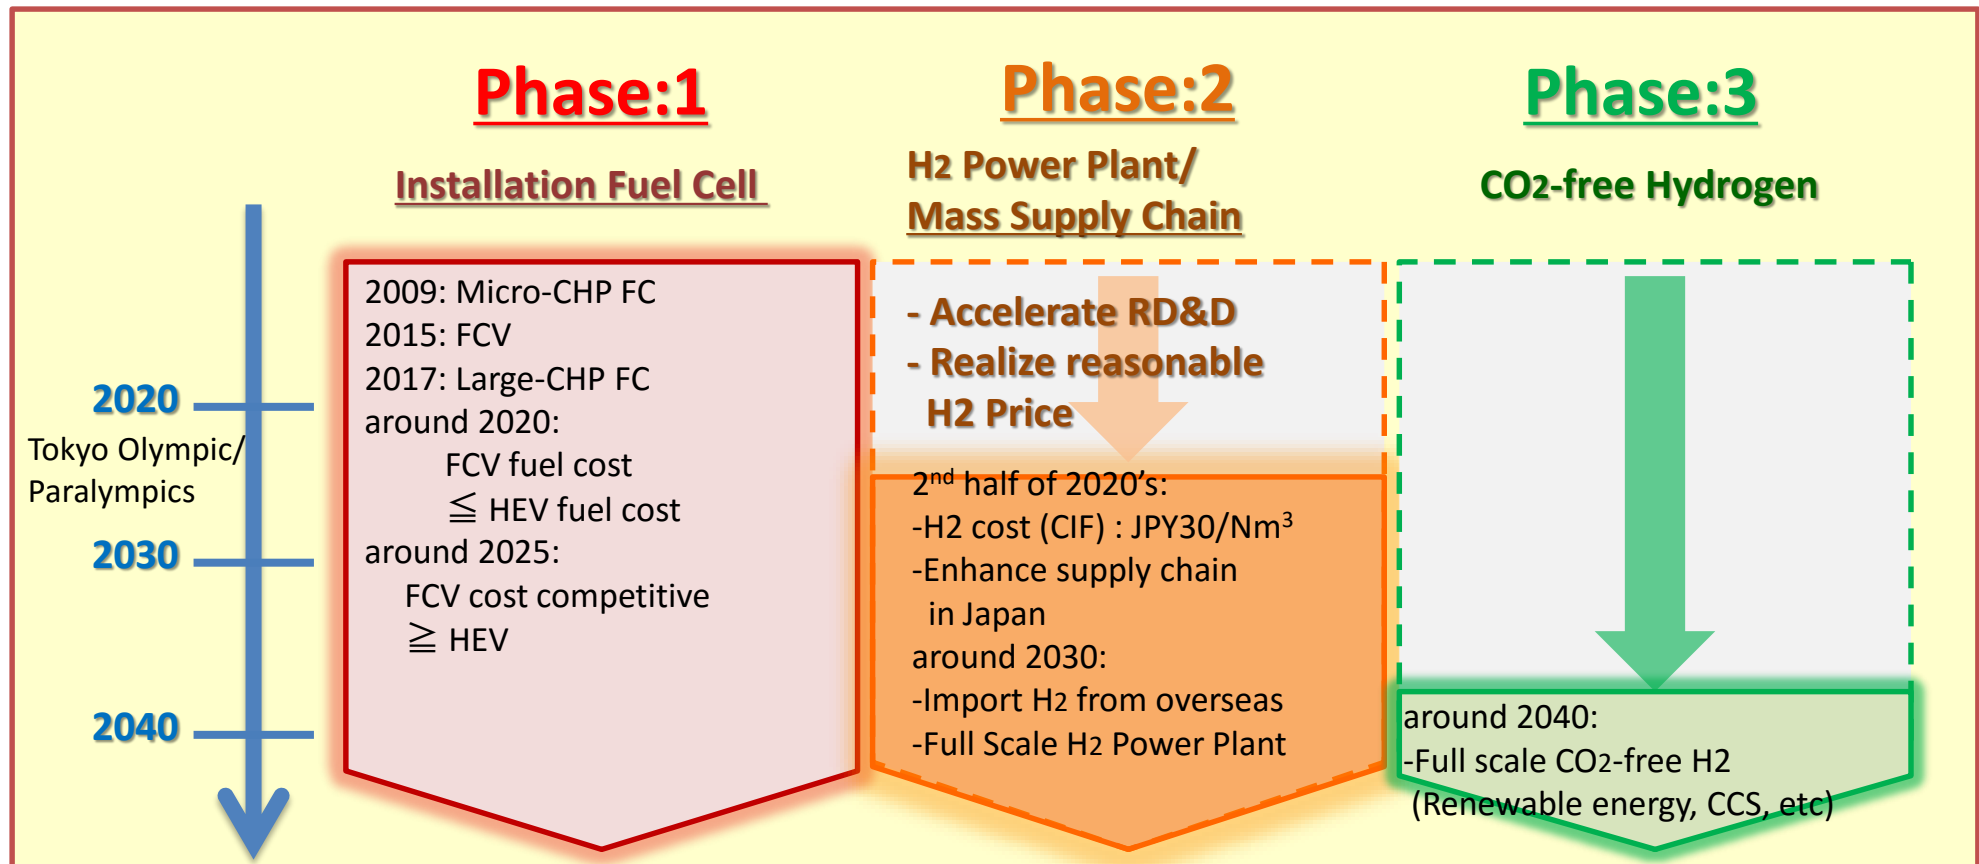 Phase:1
Installation Fuel Cell
2009: Micro-CHP FC
2015: FCV
2017: Large-CHP FC
around 2020:
FCV fuel cost
≦ HEV fuel cost
around 2025:
FCV cost competitive
≧ HEV
Phase:2
H2 Power Plant/
Mass Supply Chain
- Accelerate RD&D
- Realize reasonable
H2 Price
2nd half of 2020’s:
-H2 cost (CIF) : JPY30/Nm³
-Enhance supply chain
in Japan
around 2030:
-Import H2 from overseas
-Full Scale H2 Power Plant
Phase:3
CO2-free Hydrogen
around 2040:
-Full scale CO2-free H2
(Renewable energy, CCS, etc)
2020
Tokyo Olympic/
Paralympics
2030
2040